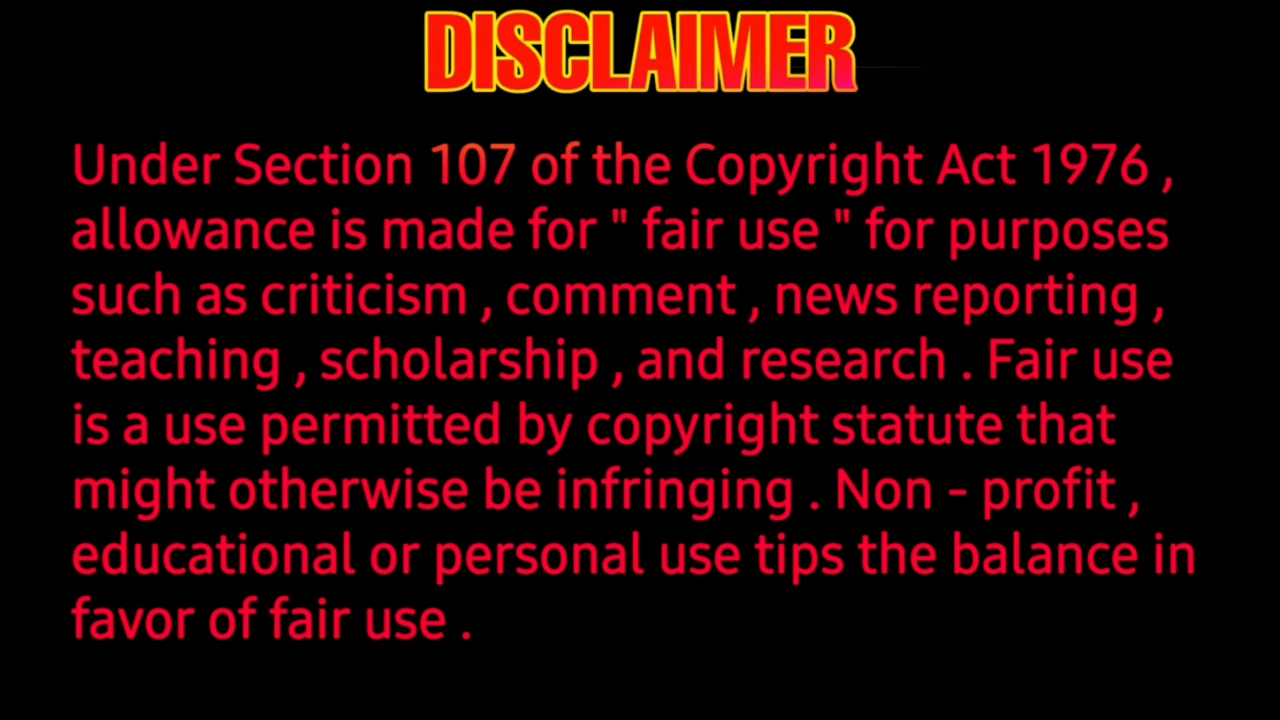 DISCLAIMER
Under Section 107 of the Copyright Act 1976 ,
allowance is made for " fair use " for purposes
such as criticism , comment , news reporting ,
teaching , scholarship , and research . Fair use
is a use permitted by copyright statute that
might otherwise be infringing . Non - profit ,
educational or personal use tips the balance in
favor of fair use .